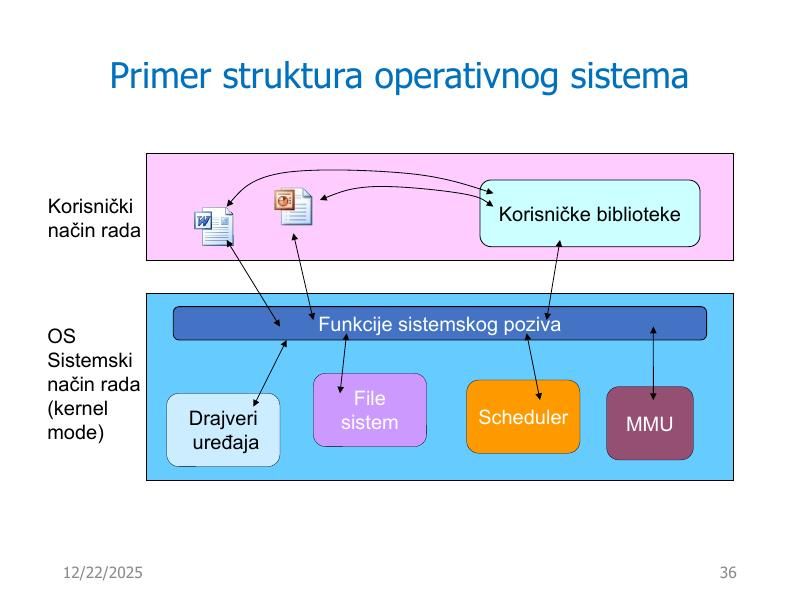 Primer struktura operativnog sistema
Korisnički
način rada
W
P
Korisničke biblioteke
OS
Sistemski
način rada
(kernel
mode)
Funkcije sistemskog poziva
Drajveri
uređaja
File
sistem
Scheduler
MMU
12/22/2025
36